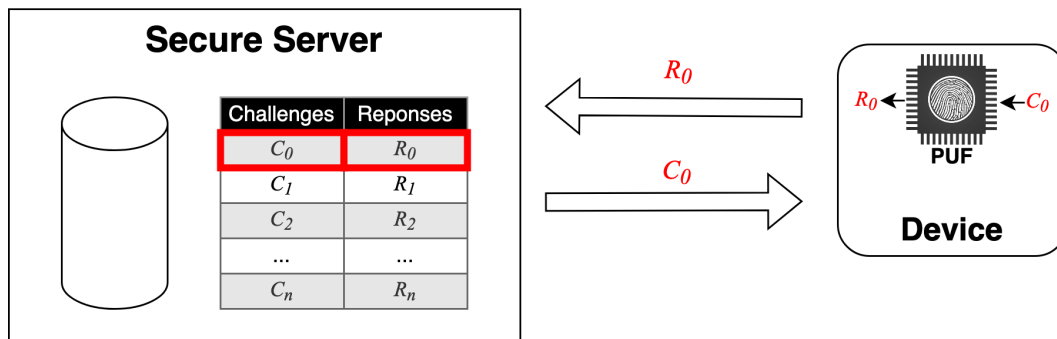 Secure Server
Challenges Reponses
C₀ R₀
C₁ R₁
C₂ R₂
... ...
Cₙ Rₙ
R₀
C₀
R₀ C₀
PUF
Device